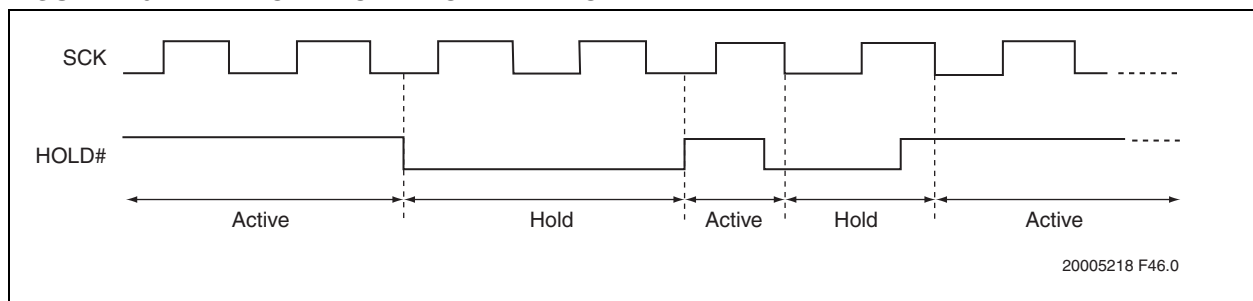 SCK
HOLD#
Active
Hold
Active
Hold
Active
20005218 F46.0